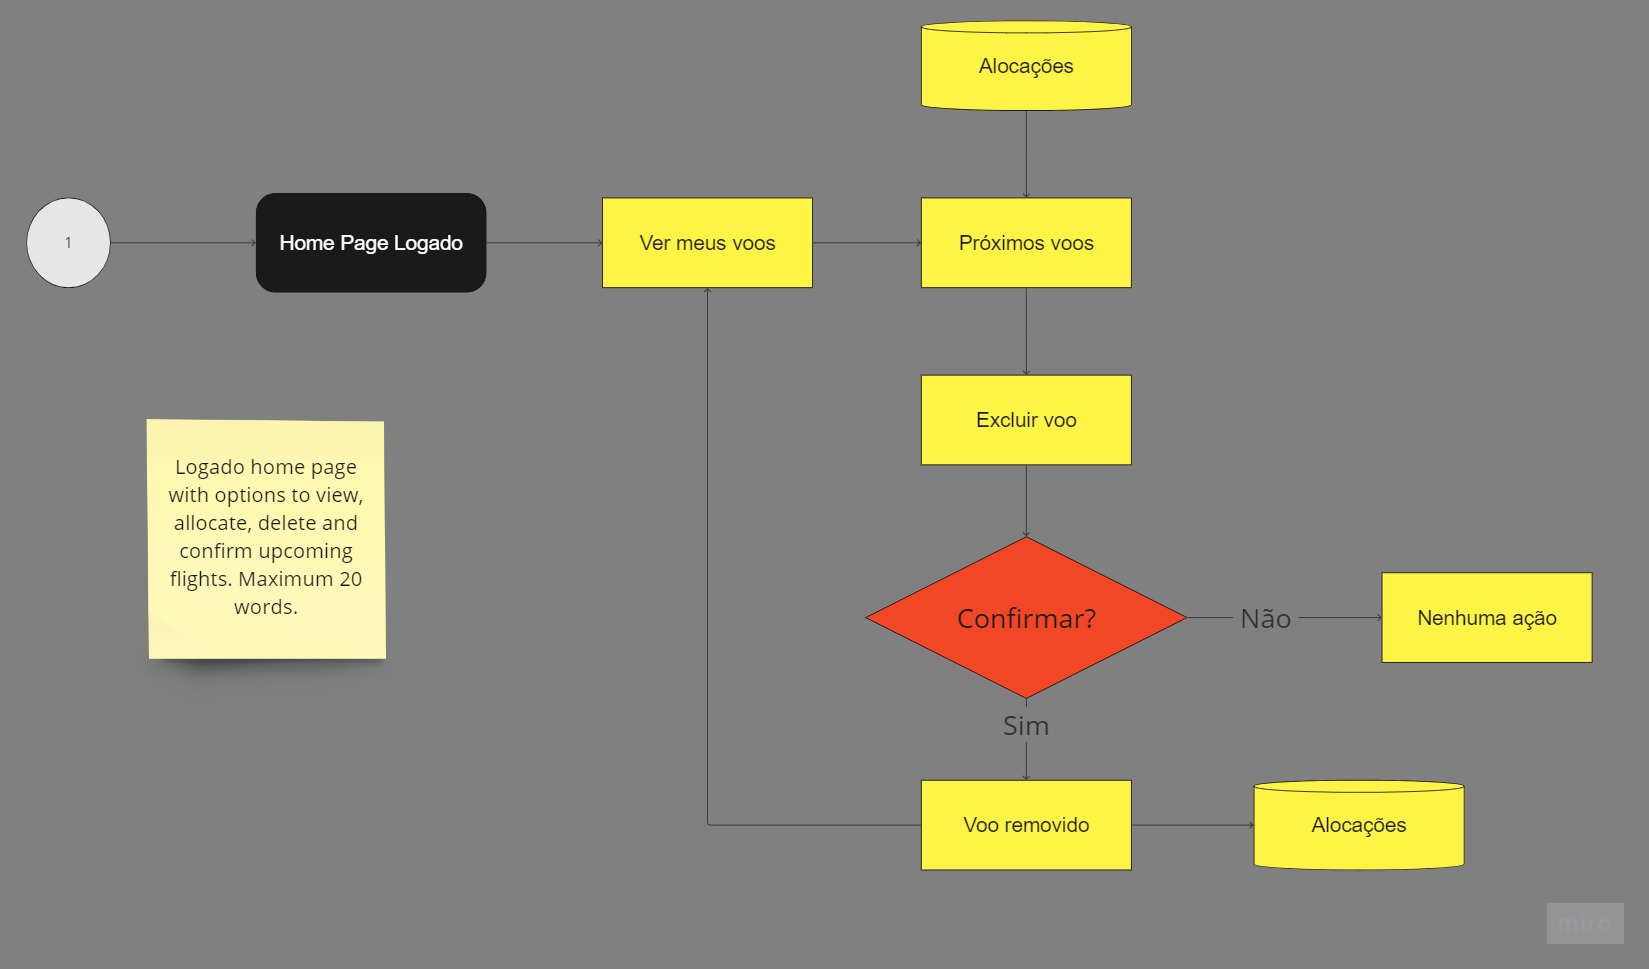 Alocações
1
Home Page Logado
Ver meus voos
Próximos voos
Excluir voo
Logado home page
with options to view,
allocate, delete and
confirm upcoming
flights. Maximum 20
words.
Confirmar?
Não
Nenhuma ação
Sim
Voo removido
Alocações
miro